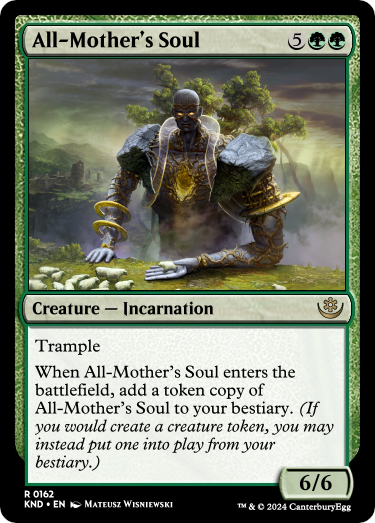 All-Mother's Soul 5
Creature — Incarnation
Trample
When All-Mother's Soul enters the
battlefield, add a token copy of
All-Mother's Soul to your bestiary. (If
you would create a creature token, you may
instead put one into play from your
bestiary.)
6/6
R 0162
KND • EN Mateusz Wisniewski
™ & © 2024 CanterburyEgg